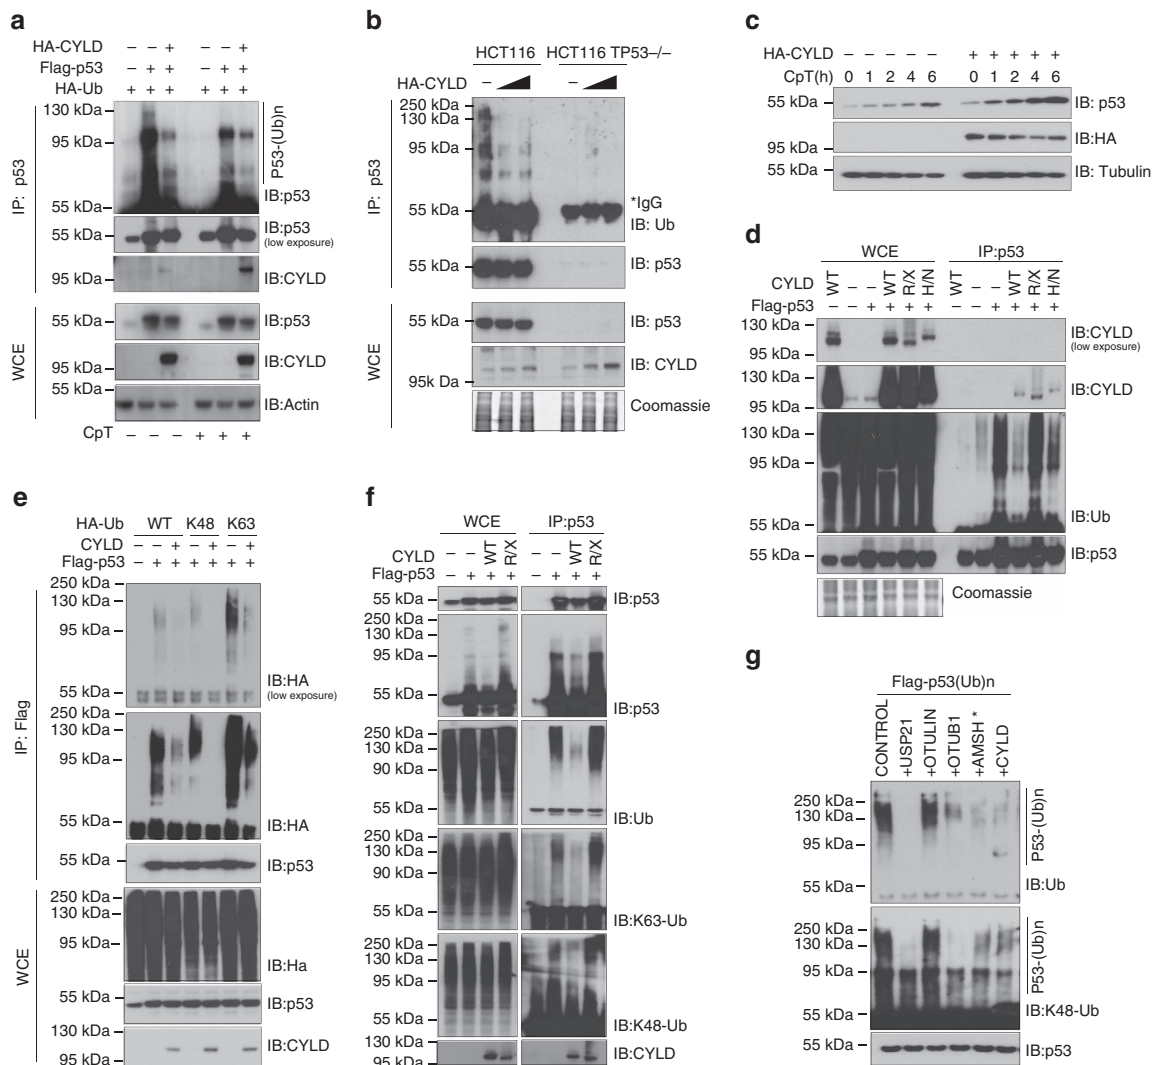 a
HA-CYLD – – + – – +
Flag-p53 – + + – + +
HA-Ub + + + + + +
IP: p53
130 kDa
95 kDa
55 kDa
P53-(Ub)n
IB:p53
55 kDa
IB:p53
(low exposure)
95 kDa
IB:CYLD
WCE
55 kDa
IB:p53
95 kDa
IB:CYLD
55 kDa
IB:Actin
CpT – – – + + +
b
HCT116 HCT116 TP53–/–
HA-CYLD – –
IP: p53
250 kDa
130 kDa
95 kDa
55 kDa
*IgG
IB: Ub
55 kDa
IB: p53
WCE
55 kDa
IB: p53
95k Da
IB: CYLD
Coomassie
c
HA-CYLD + + + + +
CpT(h) 0 1 2 4 6 0 1 2 4 6
55 kDa
IB: p53
95 kDa
IB:HA
55 kDa
IB: Tubulin
d
WCE IP:p53
CYLD WT – – WT R/X H/N WT – – WT R/X H/N
Flag-p53 – – + + + + – – + + + +
130 kDa
95 kDa
IB:CYLD
(low exposure)
130 kDa
95 kDa
IB:CYLD
130 kDa
95 kDa
55 kDa
IB:Ub
55 kDa
IB:p53
Coomassie
e
HA-Ub WT K48 K63
CYLD – – + – + – +
Flag-p53 – + + + + + +
IP: Flag
250 kDa
130 kDa
95 kDa
55 kDa
IB:HA
(low exposure)
250 kDa
130 kDa
95 kDa
55 kDa
IB:HA
55 kDa
IB:p53
WCE
250 kDa
130 kDa
95 kDa
IB:Ha
55 kDa
IB:p53
130 kDa
95 kDa
IB:CYLD
f
WCE IP:p53
CYLD – – WT R/X – – WT R/X
Flag-p53 – + + + – + + +
55 kDa
IB:p53
250 kDa
130 kDa
95 kDa
55 kDa
IB:p53
250 kDa
130 kDa
90 kDa
55 kDa
IB:Ub
250 kDa
130 kDa
90 kDa
55 kDa
IB:K63-Ub
250 kDa
130 kDa
95 kDa
55 kDa
IB:K48-Ub
130 kDa
95 kDa
IB:CYLD
g
Flag-p53(Ub)n
CONTROL +USP21 +OTULIN +OTUB1 +AMSH* +CYLD
250 kDa
130 kDa
95 kDa
55 kDa
P53-(Ub)n
IB:Ub
250 kDa
130 kDa
95 kDa
55 kDa
P53-(Ub)n
IB:K48-Ub
55 kDa
IB:p53